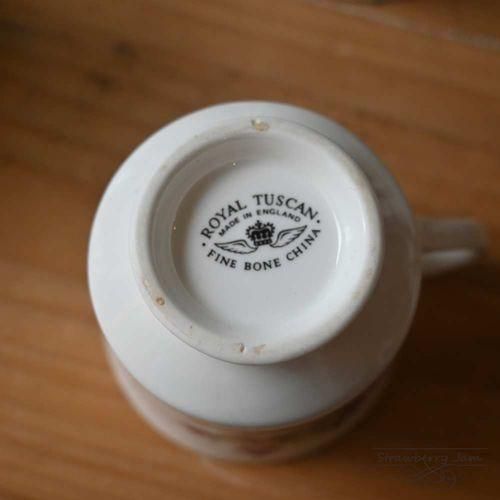 · ROYAL TUSCAN ·
MADE IN ENGLAND
FINE BONE CHINA
Strawberry Jam